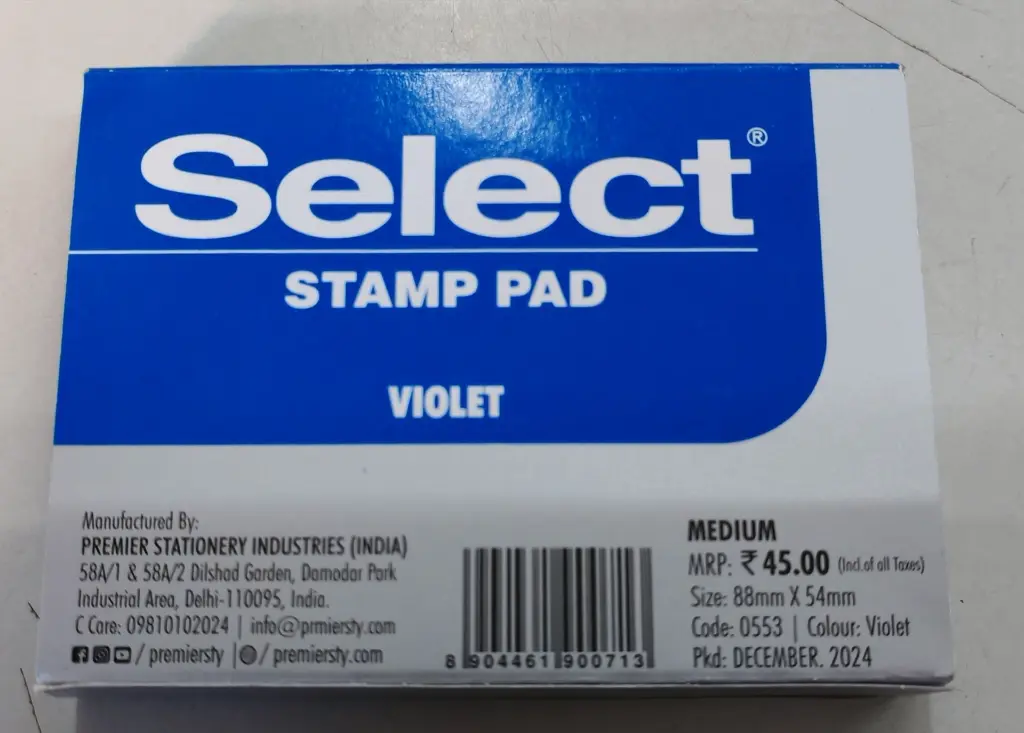 Select®
STAMP PAD
VIOLET
Manufactured By:
PREMIER STATIONERY INDUSTRIES (INDIA)
58A/1 & 58A/2 Dilshad Garden, Damodar Park
Industrial Area, Delhi-110095, India.
C Care: 09810102024 | info@prmiersty.com
/ premiersty | / premiersty.com
8 904461 900713
MEDIUM
MRP: ₹ 45.00 (Incl.of all Taxes)
Size: 88mm X 54mm
Code: 0553 | Colour: Violet
Pkd: DECEMBER. 2024